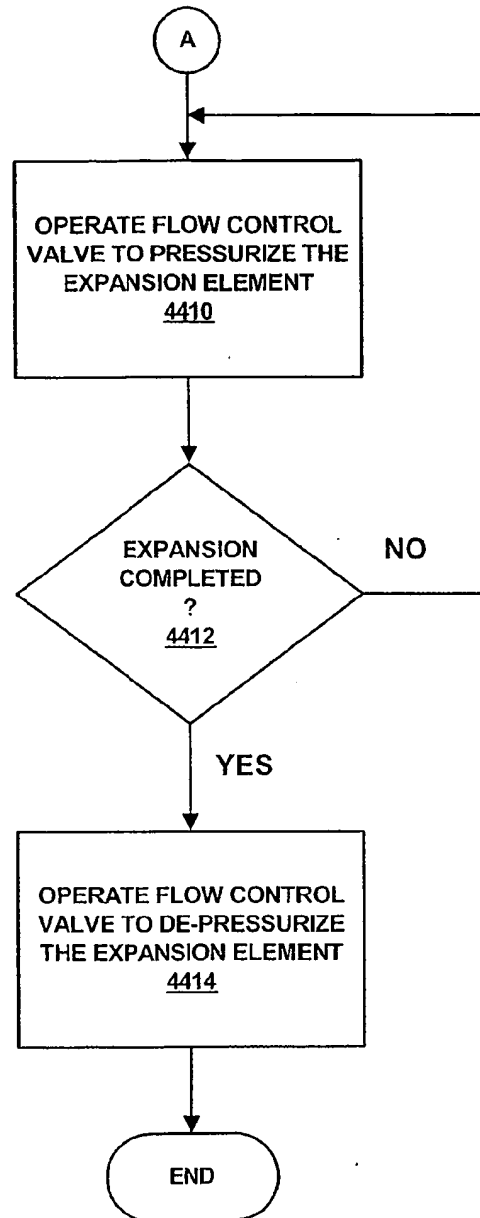 A
OPERATE FLOW CONTROL
VALVE TO PRESSURIZE THE
EXPANSION ELEMENT
4410
EXPANSION
COMPLETED
?
4412
NO
YES
OPERATE FLOW CONTROL
VALVE TO DE-PRESSURIZE
THE EXPANSION ELEMENT
4414
END